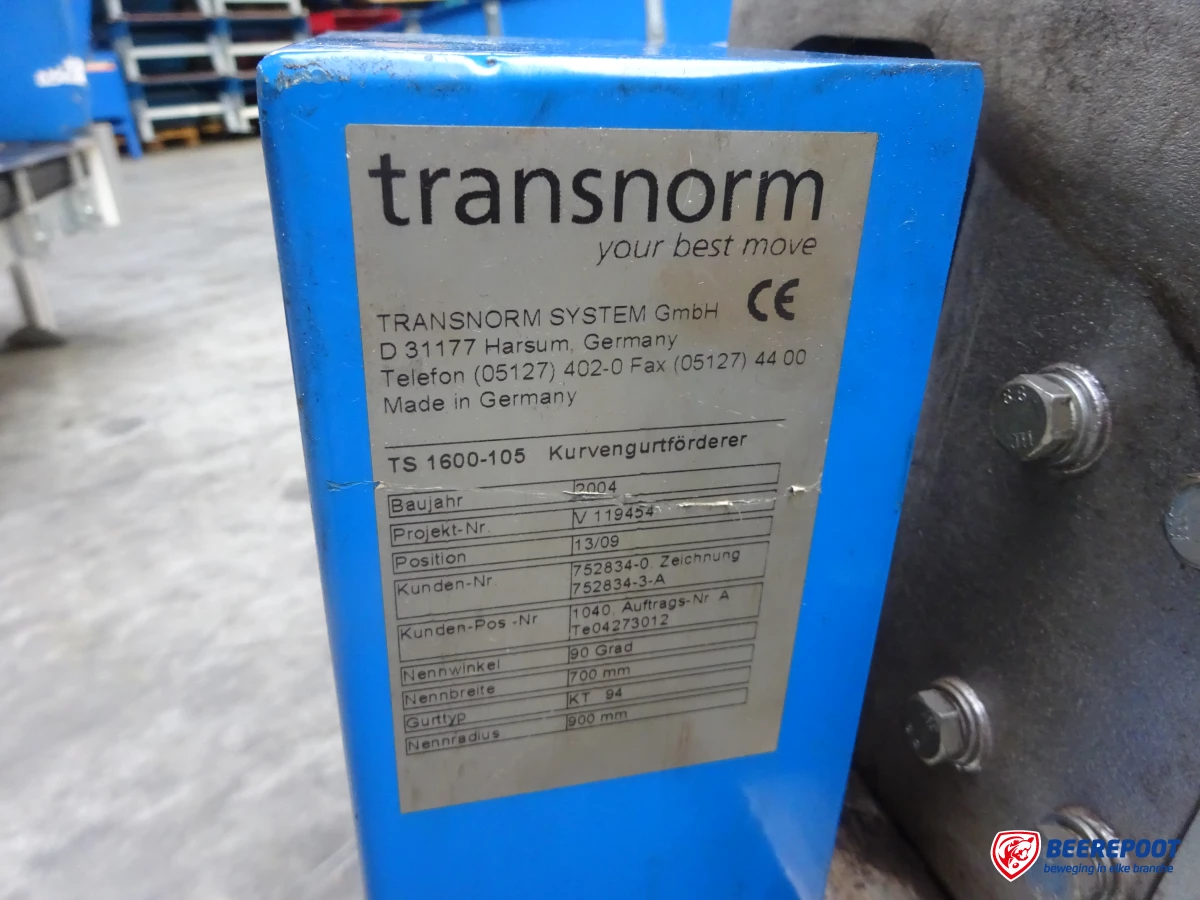 transnorm
your best move
CE
TRANSNORM SYSTEM GmbH
D 31177 Harsum, Germany
Telefon (05127) 402-0 Fax (05127) 44 00
Made in Germany
TS 1600-105 Kurvengurtförderer
Baujahr 2004
Projekt-Nr. V 119454
Position 13/09
Kunden-Nr 752834-0, Zeichnung
752834-3-A
Kunden-Pos.-Nr 1040, Auftrags-Nr. A
Te04273012
Nennwinkel 90 Grad
Nennbreite 700 mm
Gurttyp KT 94
Nennradius 900 mm
8.8
BEEREPOOT
beweging in elke branche